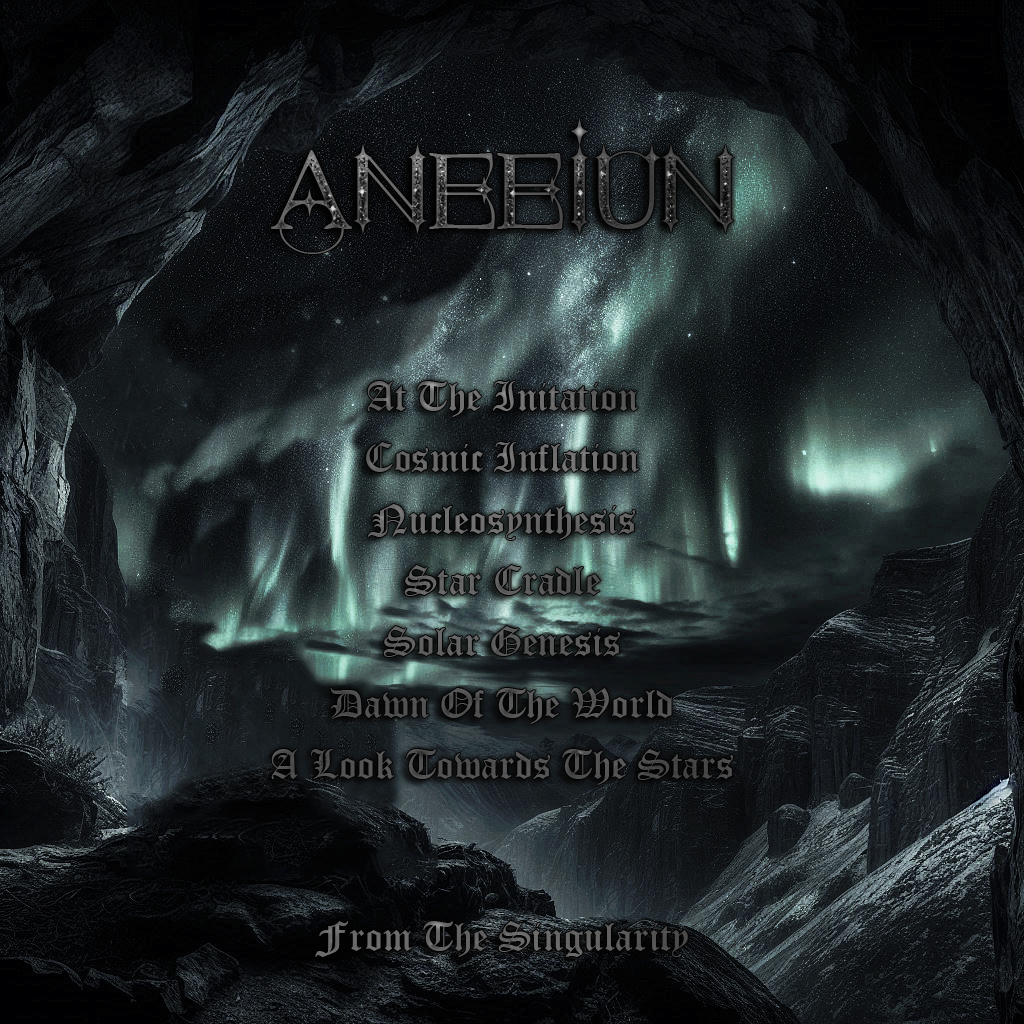 ANEEIUN
At The Initation
Cosmic Inflation
Nucleosynthesis
Star Cradle
Solar Genesis
Dawn Of The World
A Look Towards The Stars
From The Singularity